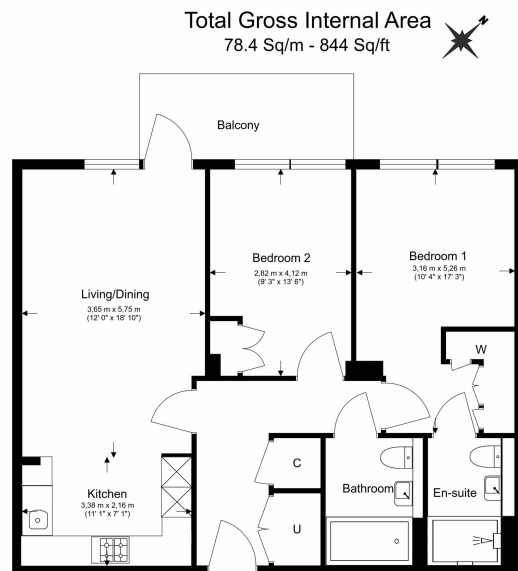 Total Gross Internal Area
78.4 Sq/m - 844 Sq/ft
N
Balcony
Living/Dining
3,65 m x 5,75 m
(12' 0" x 18' 10")
Bedroom 2
2,82 m x 4,12 m
(9' 3" x 13' 6")
Bedroom 1
3,16 m x 5,26 m
(10' 4" x 17' 3")
W
C
Kitchen
3,38 m x 2,16 m
(11' 1" x 7' 1")
Bathroom
En-suite
U